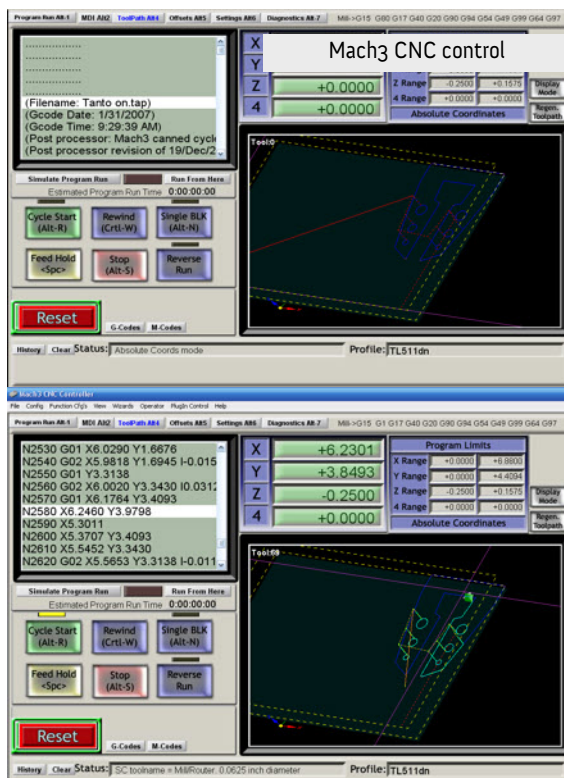 Program Run Alt-1 MDI Alt2 ToolPath Alt4 Offsets Alt5 Settings Alt6 Diagnostics Alt-7 Mill->G15 G80 G17 G40 G20 G90 G94 G54 G49 G99 G64 G97
Mach3 CNC control
X
Y
Z +0.0000
4 +0.0000
Z Range -0.2500 +0.1575
4 Range +0.0000 +0.0000
Absolute Coordinates
Display Mode
Regen. Toolpath
(Filename: Tanto on.tap)
(Gcode Date: 1/31/2007)
(Gcode Time: 9:29:39 AM)
(Post processor: Mach3 canned cycl
(Post processor revision of 19/Dec/2
Simulate Program Run Run From Here
Estimated Program Run Time 0:00:00:00
Cycle Start (Alt-R) Rewind (Crtl-W) Single BLK (Alt-N)
Feed Hold <Spc> Stop (Alt-S) Reverse Run
Reset
G-Codes M-Codes
Tool:0
History Clear Status: Absolute Coords mode Profile: TL511dn
Mach3 CNC Controller
File Config Function Cfg's View Wizards Operator PlugIn Control Help
Program Run Alt-1 MDI Alt2 ToolPath Alt4 Offsets Alt5 Settings Alt6 Diagnostics Alt-7 Mill->G15 G1 G17 G40 G20 G90 G94 G54 G49 G99 G64 G97
N2530 G01 X6.0290 Y1.6676
N2540 G02 X5.9818 Y1.6945 I-0.015
N2550 G01 Y3.3138
N2560 G02 X6.0020 Y3.3430 I0.0312
N2570 G01 X6.1764 Y3.4093
N2580 X6.2460 Y3.9798
N2590 X5.3011
N2600 X5.3707 Y3.4093
N2610 X5.5452 Y3.3430
N2620 G02 X5.5653 Y3.3138 I-0.011
X +6.2301
Y +3.8493
Z -0.2500
4 +0.0000
Program Limits
X Range +0.0000 +6.8800
Y Range +0.0000 +4.4094
Z Range -0.2500 +0.1575
4 Range +0.0000 +0.0000
Absolute Coordinates
Display Mode
Regen. Toolpath
Simulate Program Run Run From Here
Estimated Program Run Time 0:00:00:00
Cycle Start (Alt-R) Rewind (Crtl-W) Single BLK (Alt-N)
Feed Hold <Spc> Stop (Alt-S) Reverse Run
Reset
G-Codes M-Codes
History Clear Status: SC toolname = Mill/Router. 0.0625 inch diameter Profile: TL511dn